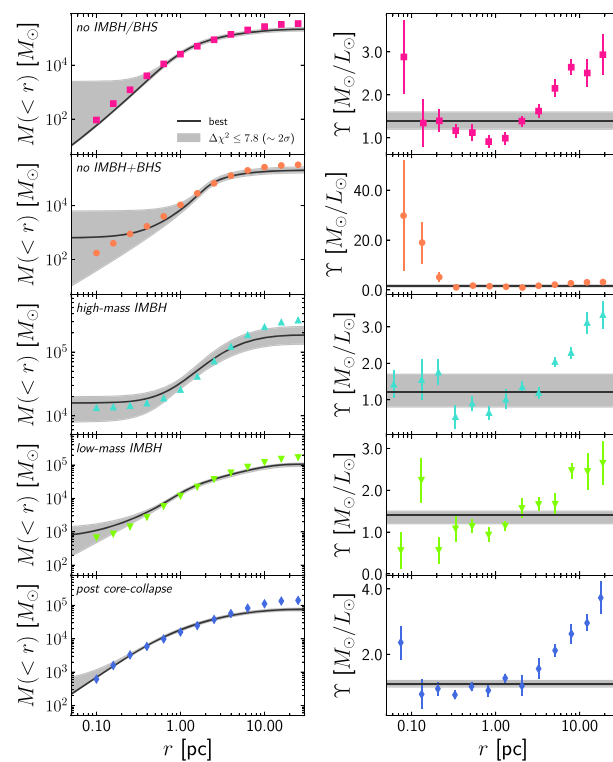 no IMBH/BHS
M(< r) [M⊙]
10⁴
10²
best
Δχ² ≤ 7.8 (∼ 2σ)
Υ [M⊙/L⊙]
3.0
2.0
1.0
no IMBH+BHS
M(< r) [M⊙]
10⁴
10²
Υ [M⊙/L⊙]
40.0
20.0
0.0
high-mass IMBH
M(< r) [M⊙]
10⁵
10⁴
Υ [M⊙/L⊙]
3.0
2.0
1.0
low-mass IMBH
M(< r) [M⊙]
10⁵
10⁴
10³
10²
Υ [M⊙/L⊙]
3.0
2.0
1.0
0.0
post core-collapse
M(< r) [M⊙]
10⁵
10⁴
10³
10²
Υ [M⊙/L⊙]
4.0
2.0
0.10 1.00 10.00
r [pc]
0.10 1.00 10.00
r [pc]